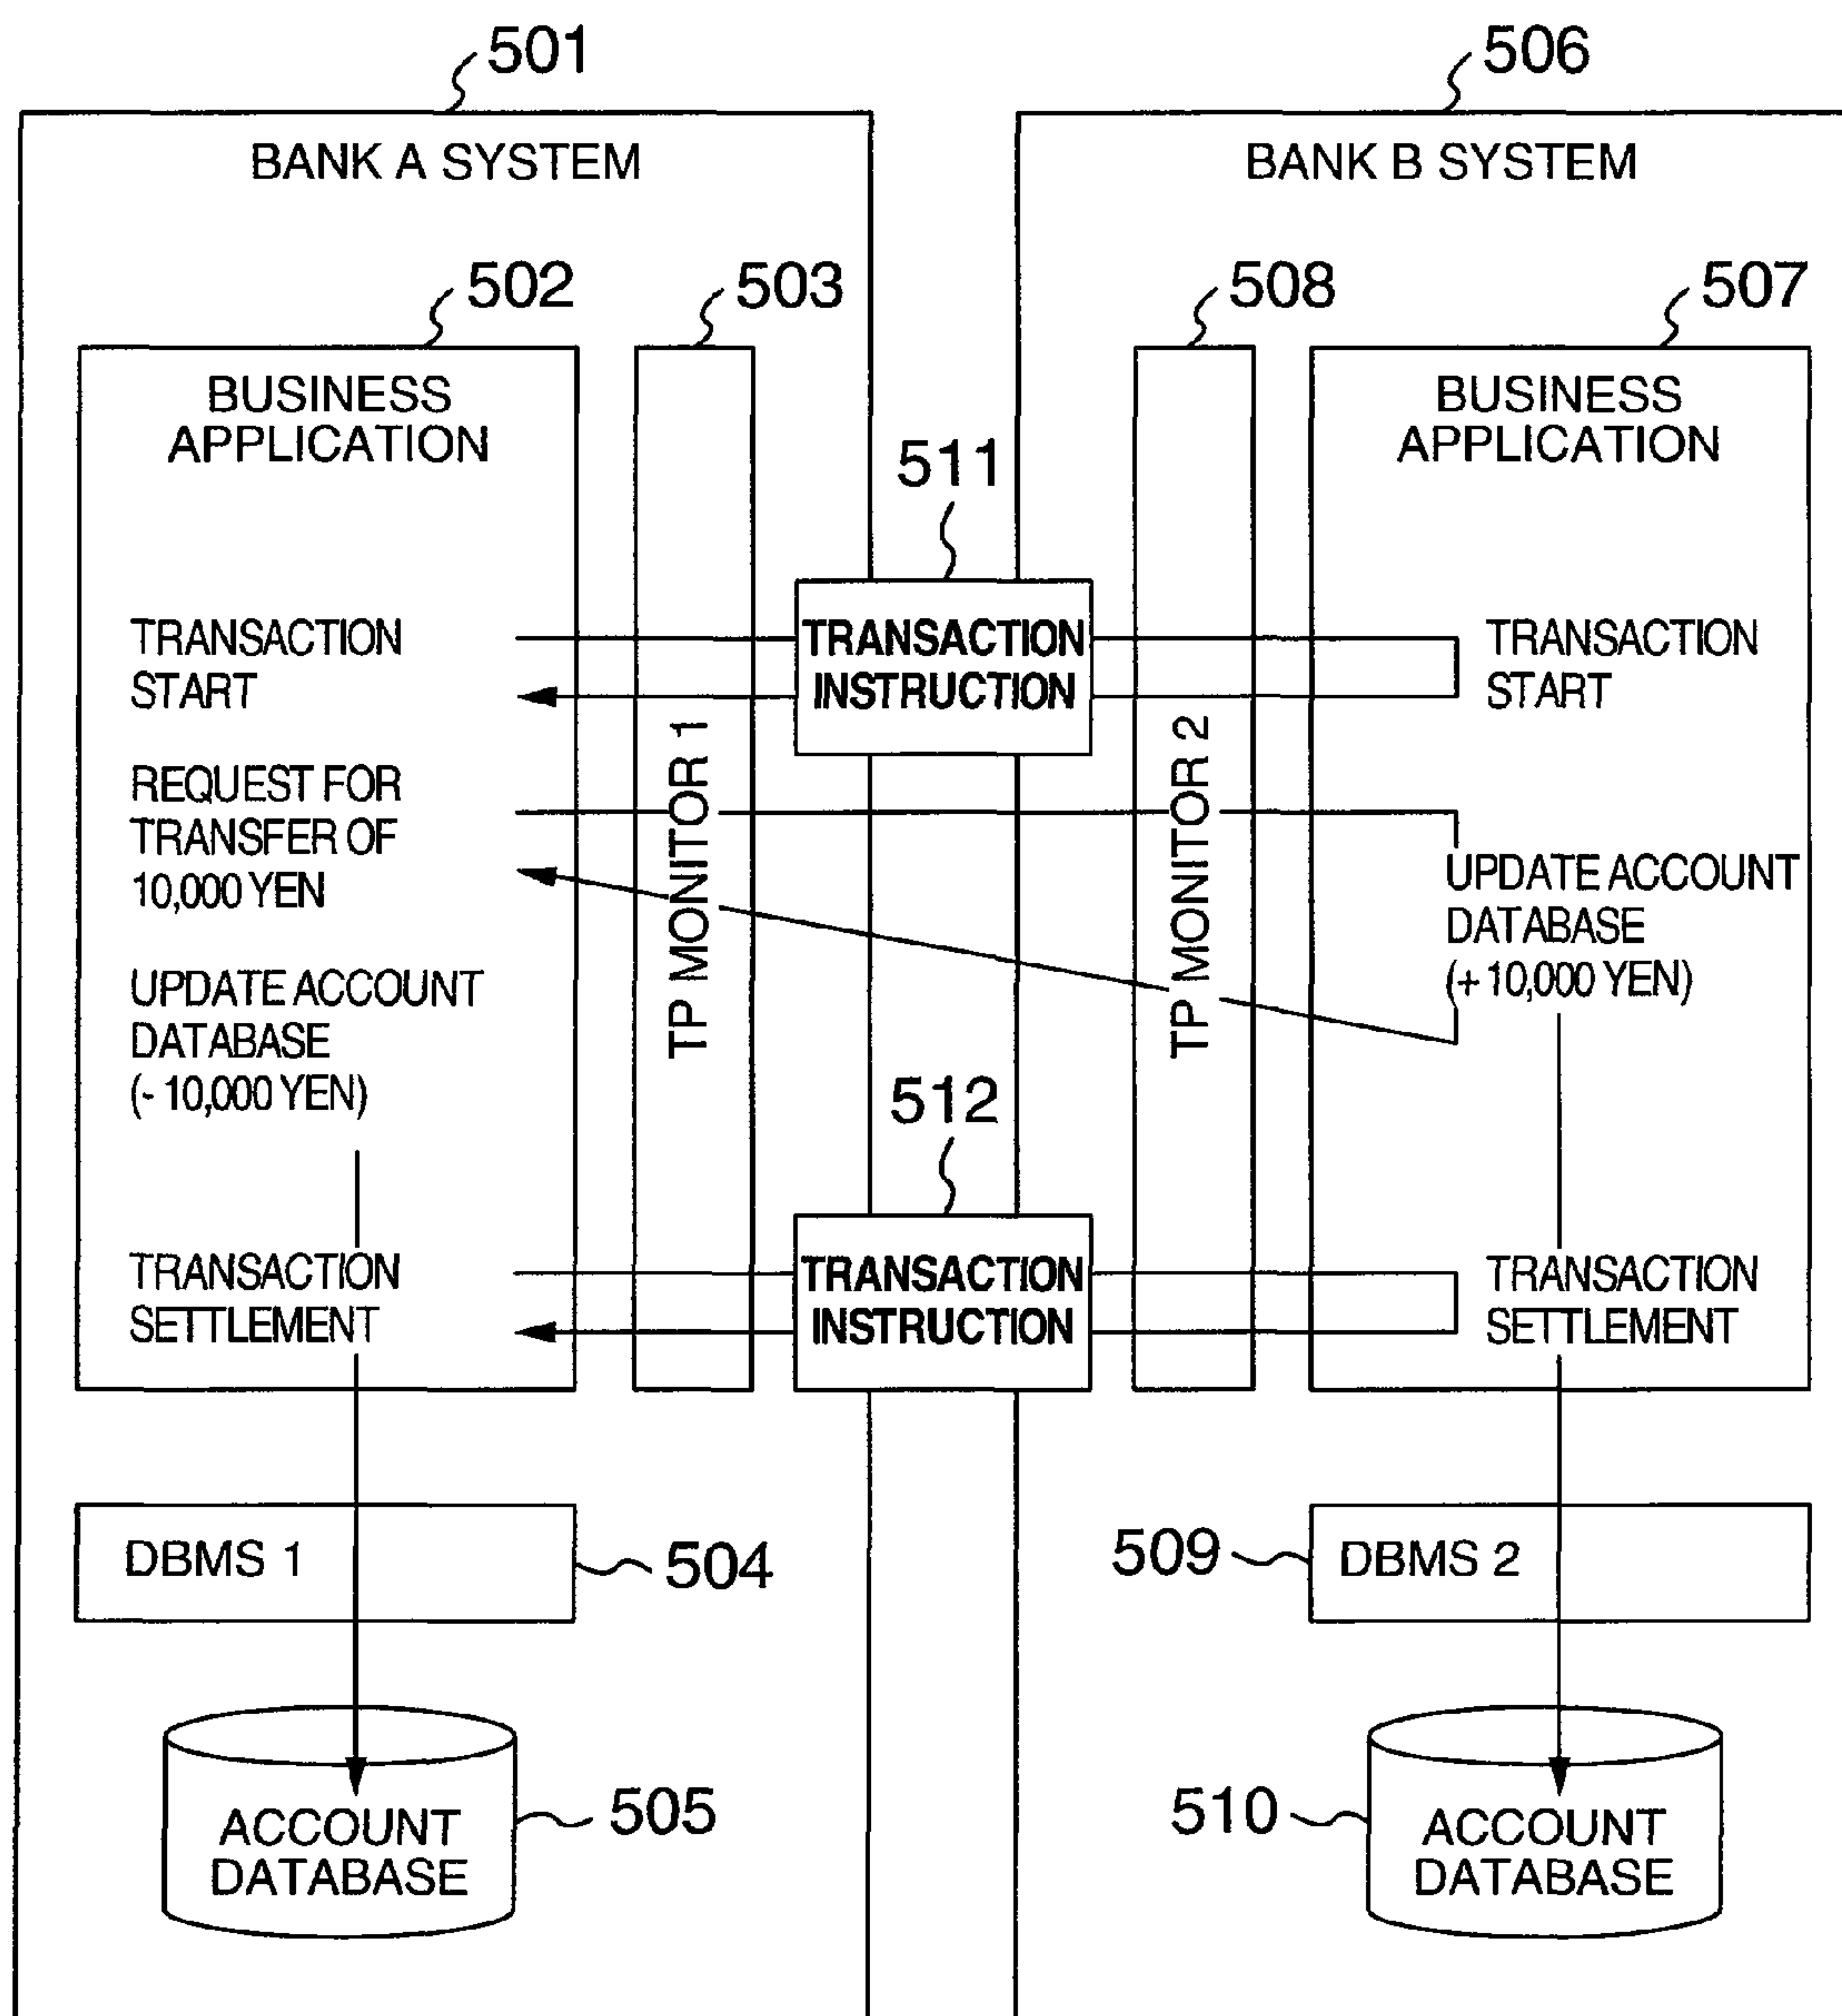 501
506
BANK A SYSTEM
BANK B SYSTEM
502
503
508
507
BUSINESS
APPLICATION
BUSINESS
APPLICATION
511
TRANSACTION
START
TRANSACTION
INSTRUCTION
TRANSACTION
START
TP MONITOR 1
TP MONITOR 2
REQUEST FOR
TRANSFER OF
10,000 YEN
UPDATE ACCOUNT
DATABASE
(+ 10,000 YEN)
UPDATE ACCOUNT
DATABASE
(- 10,000 YEN)
512
TRANSACTION
SETTLEMENT
TRANSACTION
INSTRUCTION
TRANSACTION
SETTLEMENT
DBMS 1
504
509
DBMS 2
ACCOUNT
DATABASE
505
510
ACCOUNT
DATABASE